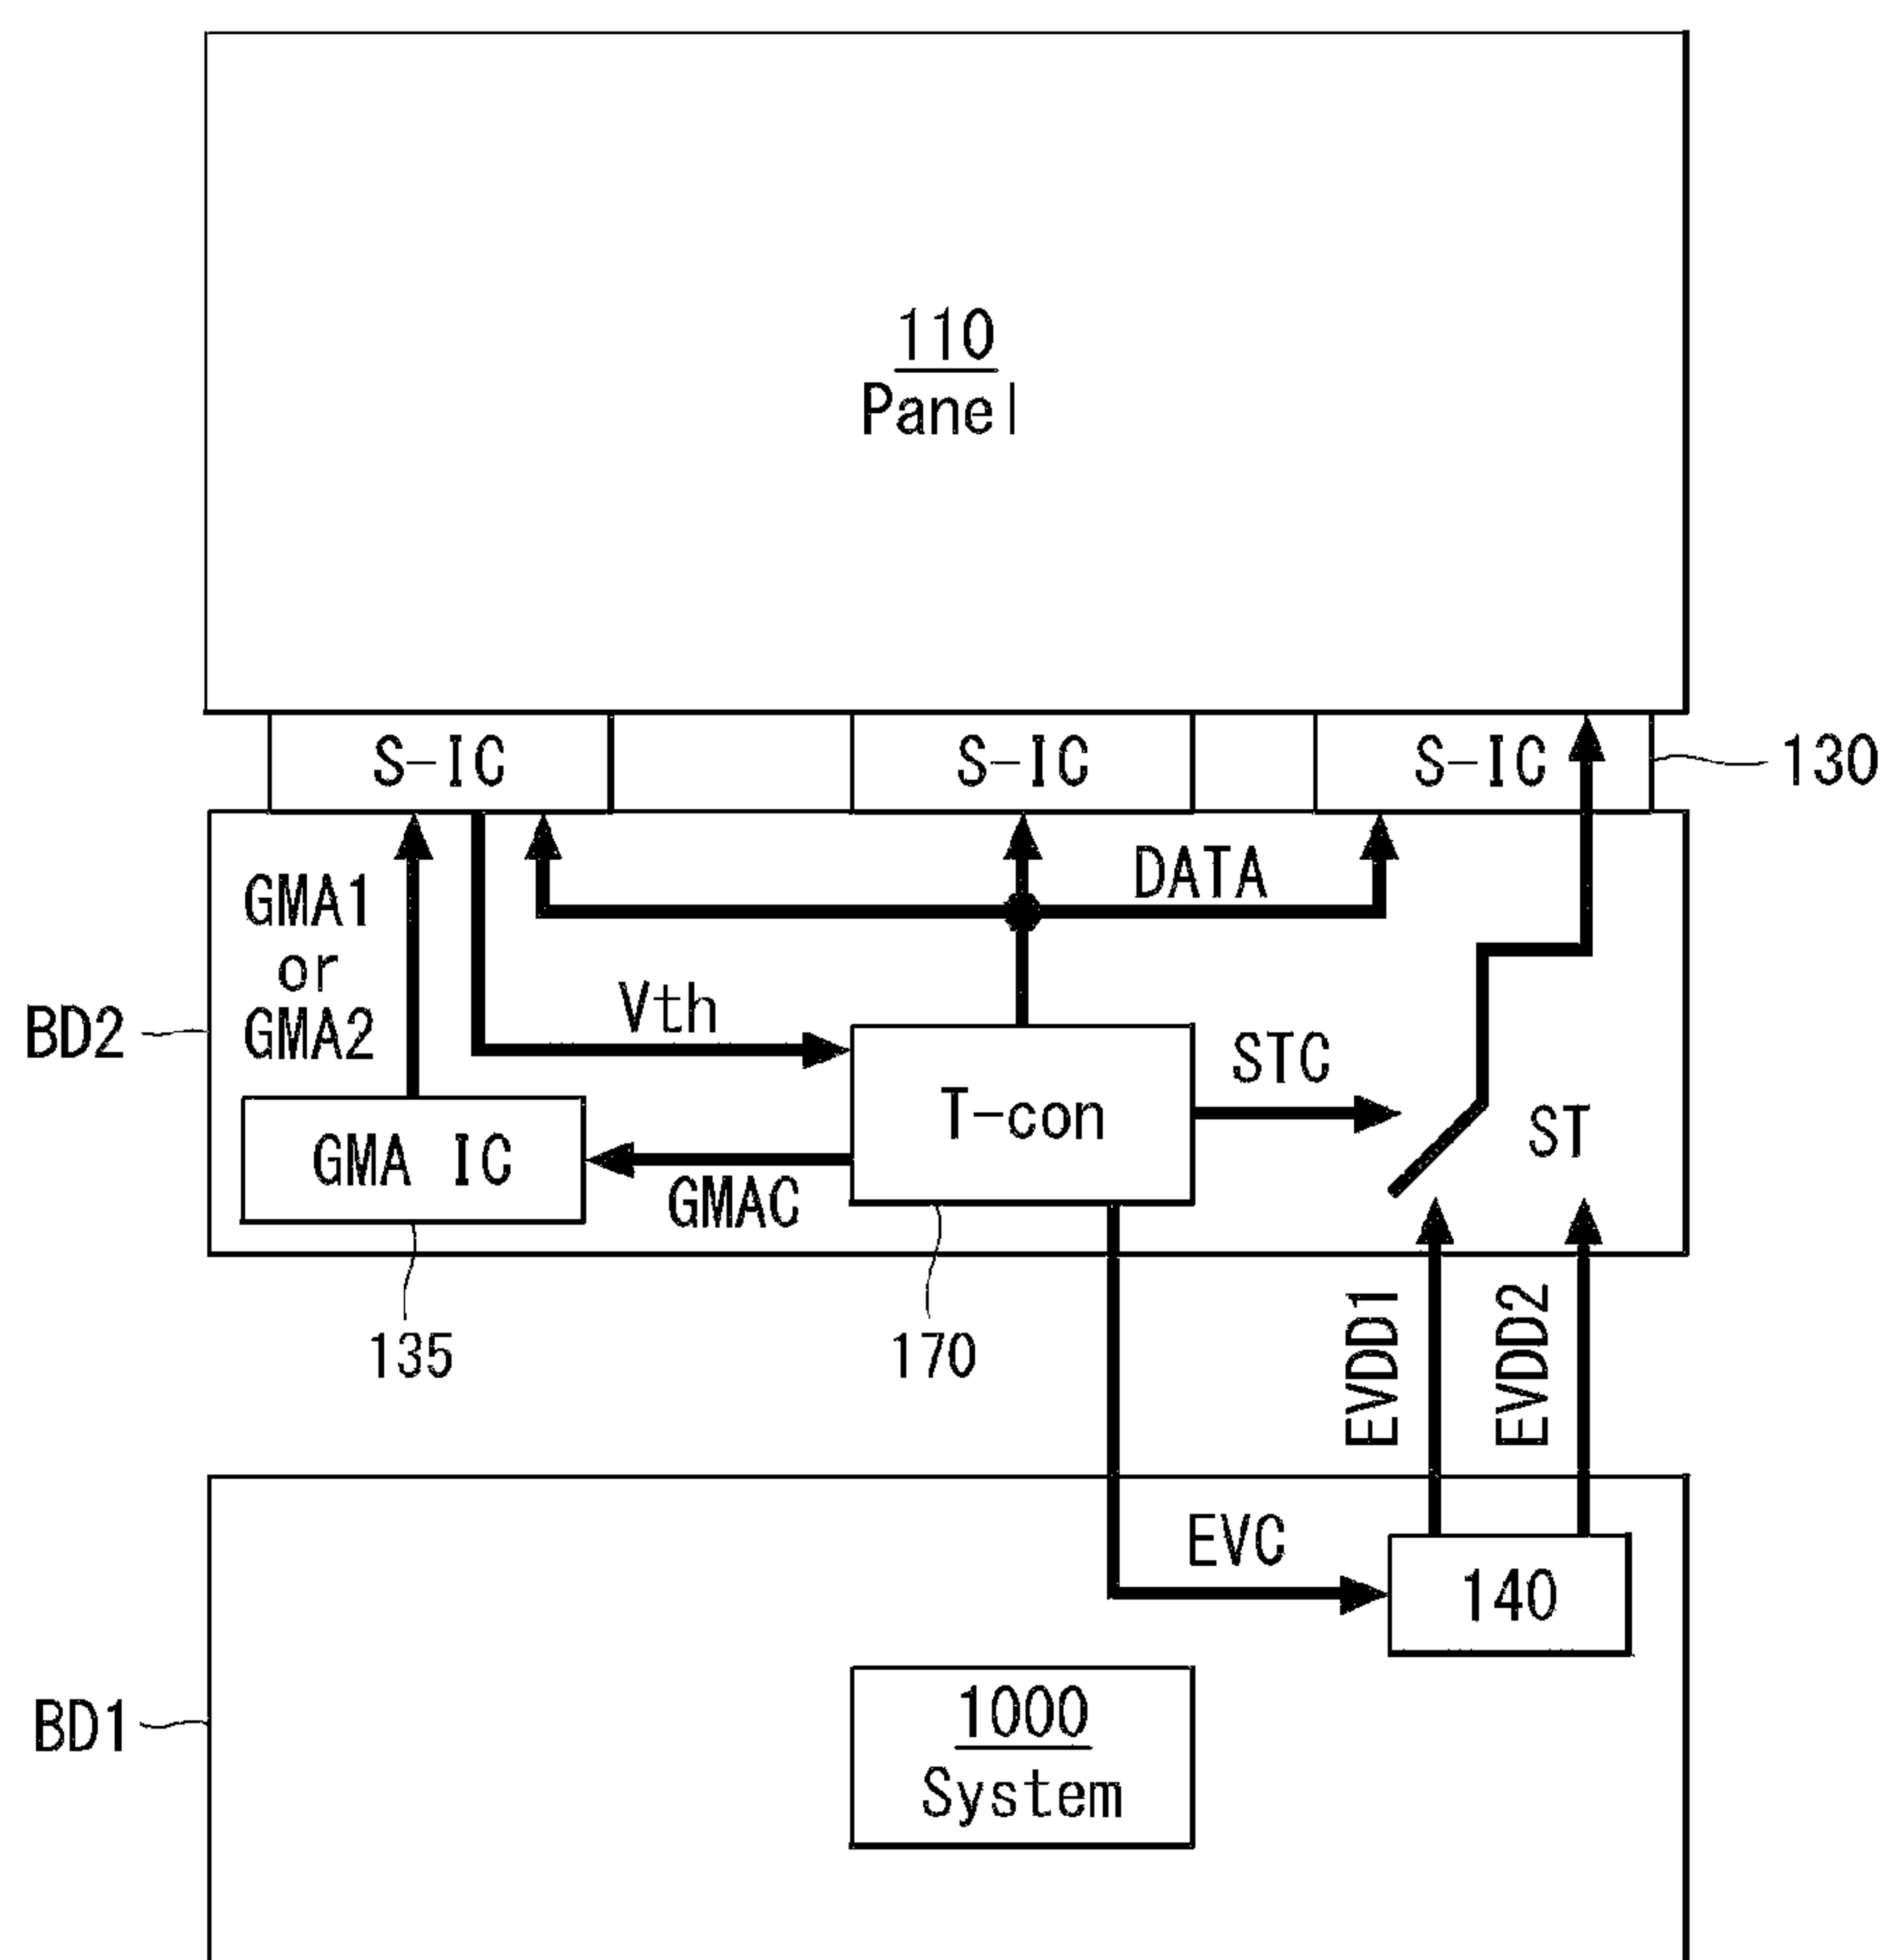 110
Panel
S-IC
S-IC
S-IC
130
GMA1
or
GMA2
DATA
Vth
BD2
STC
T-con
ST
GMA IC
GMAC
135
170
EVDD1
EVDD2
EVC
140
1000
System
BD1